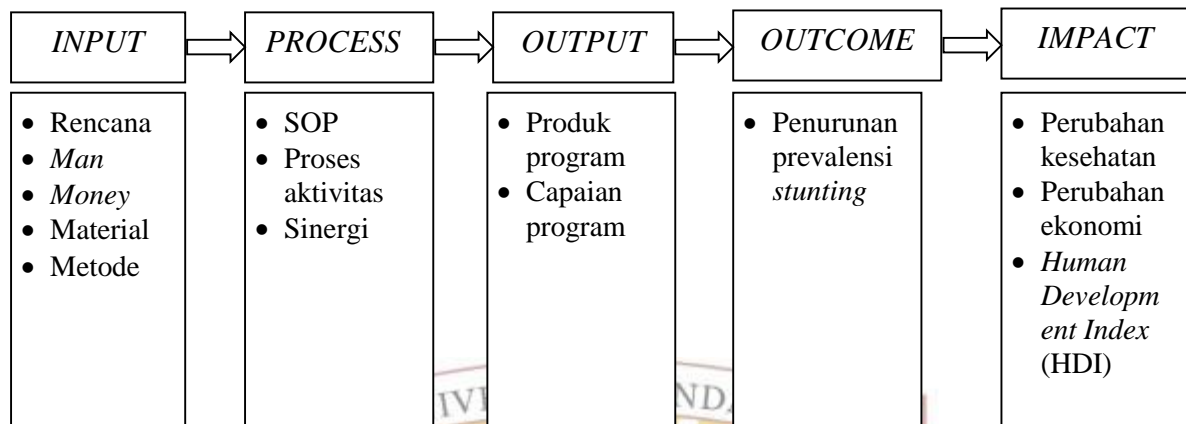 INPUT
PROCESS
OUTPUT
OUTCOME
IMPACT
• Rencana
• Man
• Money
• Material
• Metode
• SOP
• Proses
aktivitas
• Sinergi
• Produk
program
• Capaian
program
• Penurunan
prevalensi
stunting
• Perubahan
kesehatan
• Perubahan
ekonomi
• Human
Developm
ent Index
(HDI)